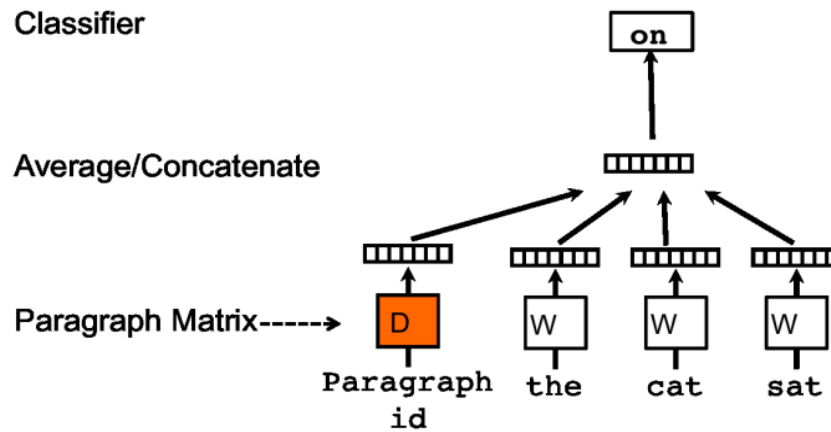 Classifier
on
Average/Concatenate
Paragraph Matrix
D
W
W
W
Paragraph
id
the
cat
sat